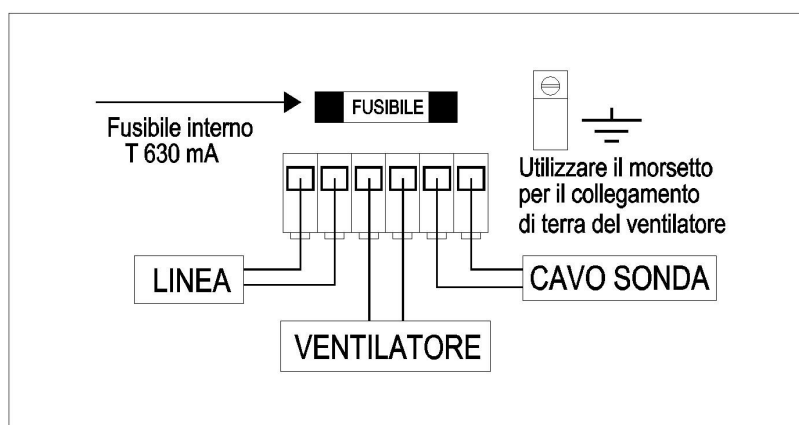 FUSIBILE
Fusibile interno
T 630 mA
Utilizzare il morsetto
per il collegamento
di terra del ventilatore
LINEA
CAVO SONDA
VENTILATORE